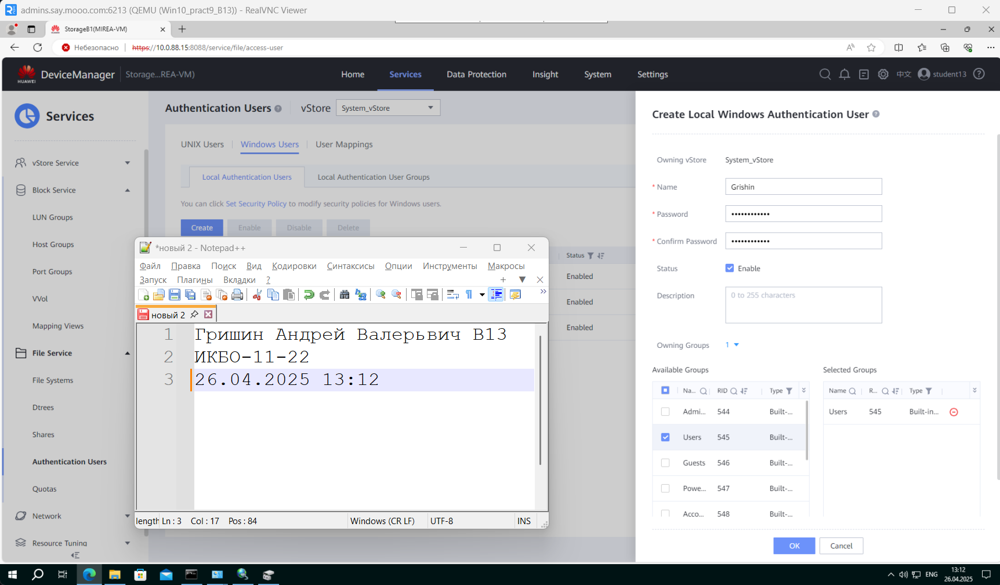 admins.say.mooo.com:6213 (QEMU (Win10_pract9_B13)) - RealVNC Viewer
StorageB1(MIREA-VM)
Небезопасно https://10.0.88.15:8088/service/file/access-user
HUAWEI
DeviceManager Storage...REA-VM)
Home Services Data Protection Insight System Settings
中文 student13
Services
vStore Service
Block Service
LUN Groups
Host Groups
Port Groups
VVol
Mapping Views
File Service
File Systems
Dtrees
Shares
Authentication Users
Quotas
Network
Resource Tuning
Authentication Users vStore System_vStore
UNIX Users Windows Users User Mappings
Local Authentication Users Local Authentication User Groups
You can click Set Security Policy to modify security policies for Windows users.
Create Enable Disable Delete
Status
Enabled
Enabled
Enabled
*новый 2 - Notepad++
Файл Правка Поиск Вид Кодировки Синтаксисы Опции Инструменты Макросы
Запуск Плагины Вкладки ?
новый 2
1 Гришин Андрей Валерьвич В13
2 ИКБО-11-22
3 26.04.2025 13:12
length Ln : 3 Col : 17 Pos : 84 Windows (CR LF) UTF-8 INS
Create Local Windows Authentication User
Owning vStore System_vStore
* Name Grishin
* Password ••••••••••••
* Confirm Password ••••••••••••
Status Enable
Description 0 to 255 characters
Owning Groups 1
Available Groups
Na... RID Type
Admi... 544 Built-...
Users 545 Built-...
Guests 546 Built-...
Powe... 547 Built-...
Acco... 548 Built-...
Selected Groups
Name R... Type
Users 545 Built-in...
OK Cancel
ENG 13:12
26.04.2025